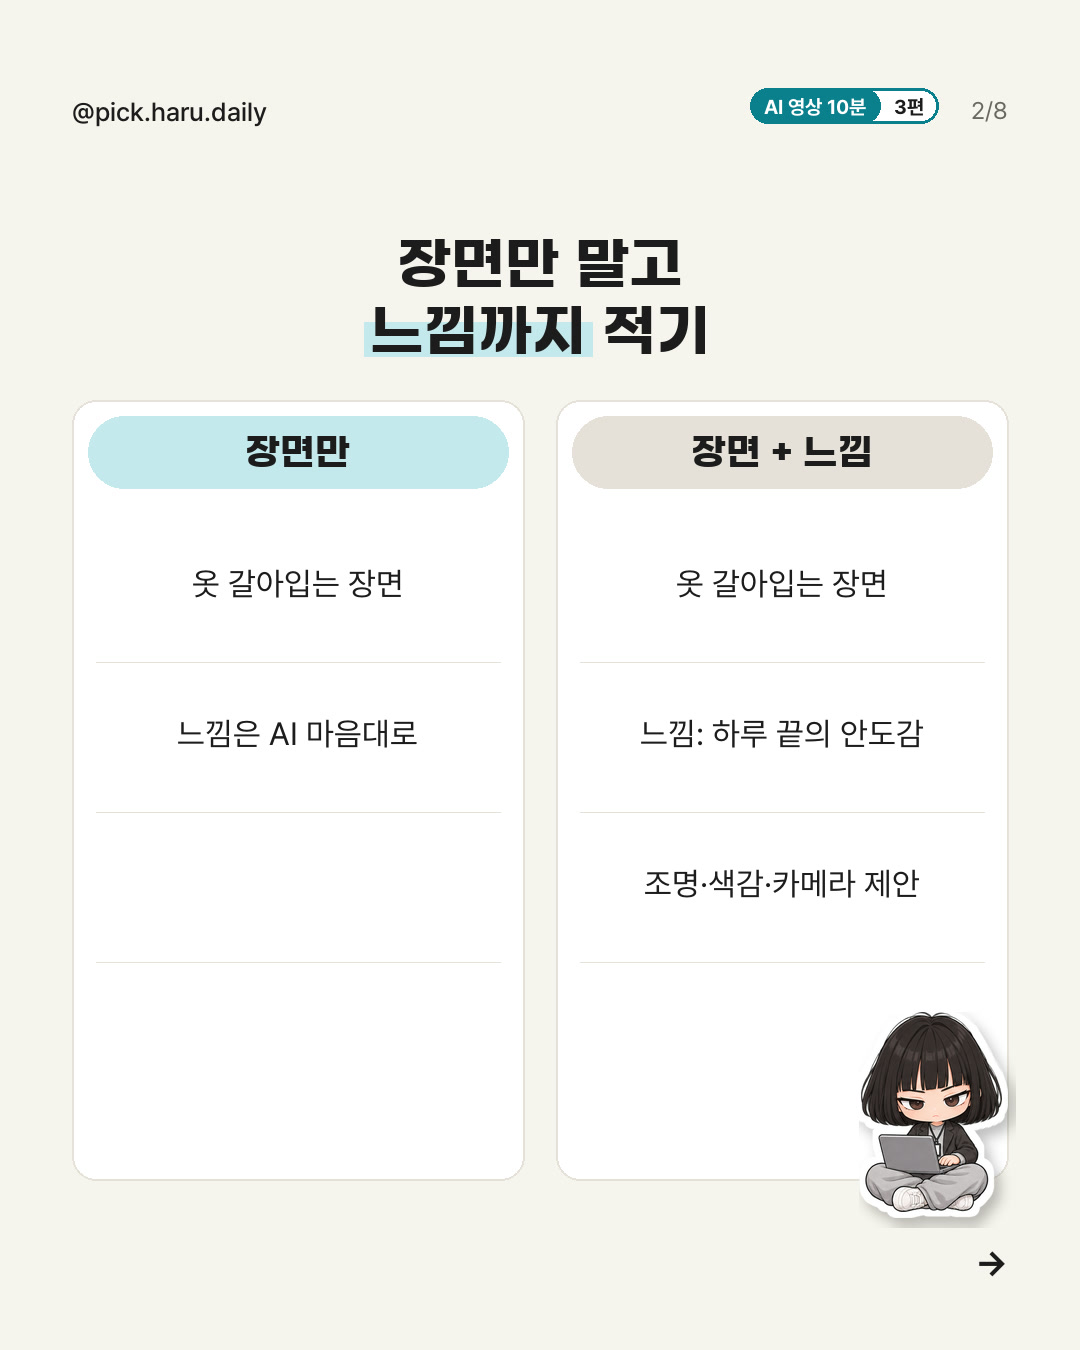 @pick.haru.daily
AI 영상 10분 3편
2/8
장면만 말고
느낌까지 적기
장면만
옷 갈아입는 장면
느낌은 AI 마음대로
장면 + 느낌
옷 갈아입는 장면
느낌: 하루 끝의 안도감
조명·색감·카메라 제안
→